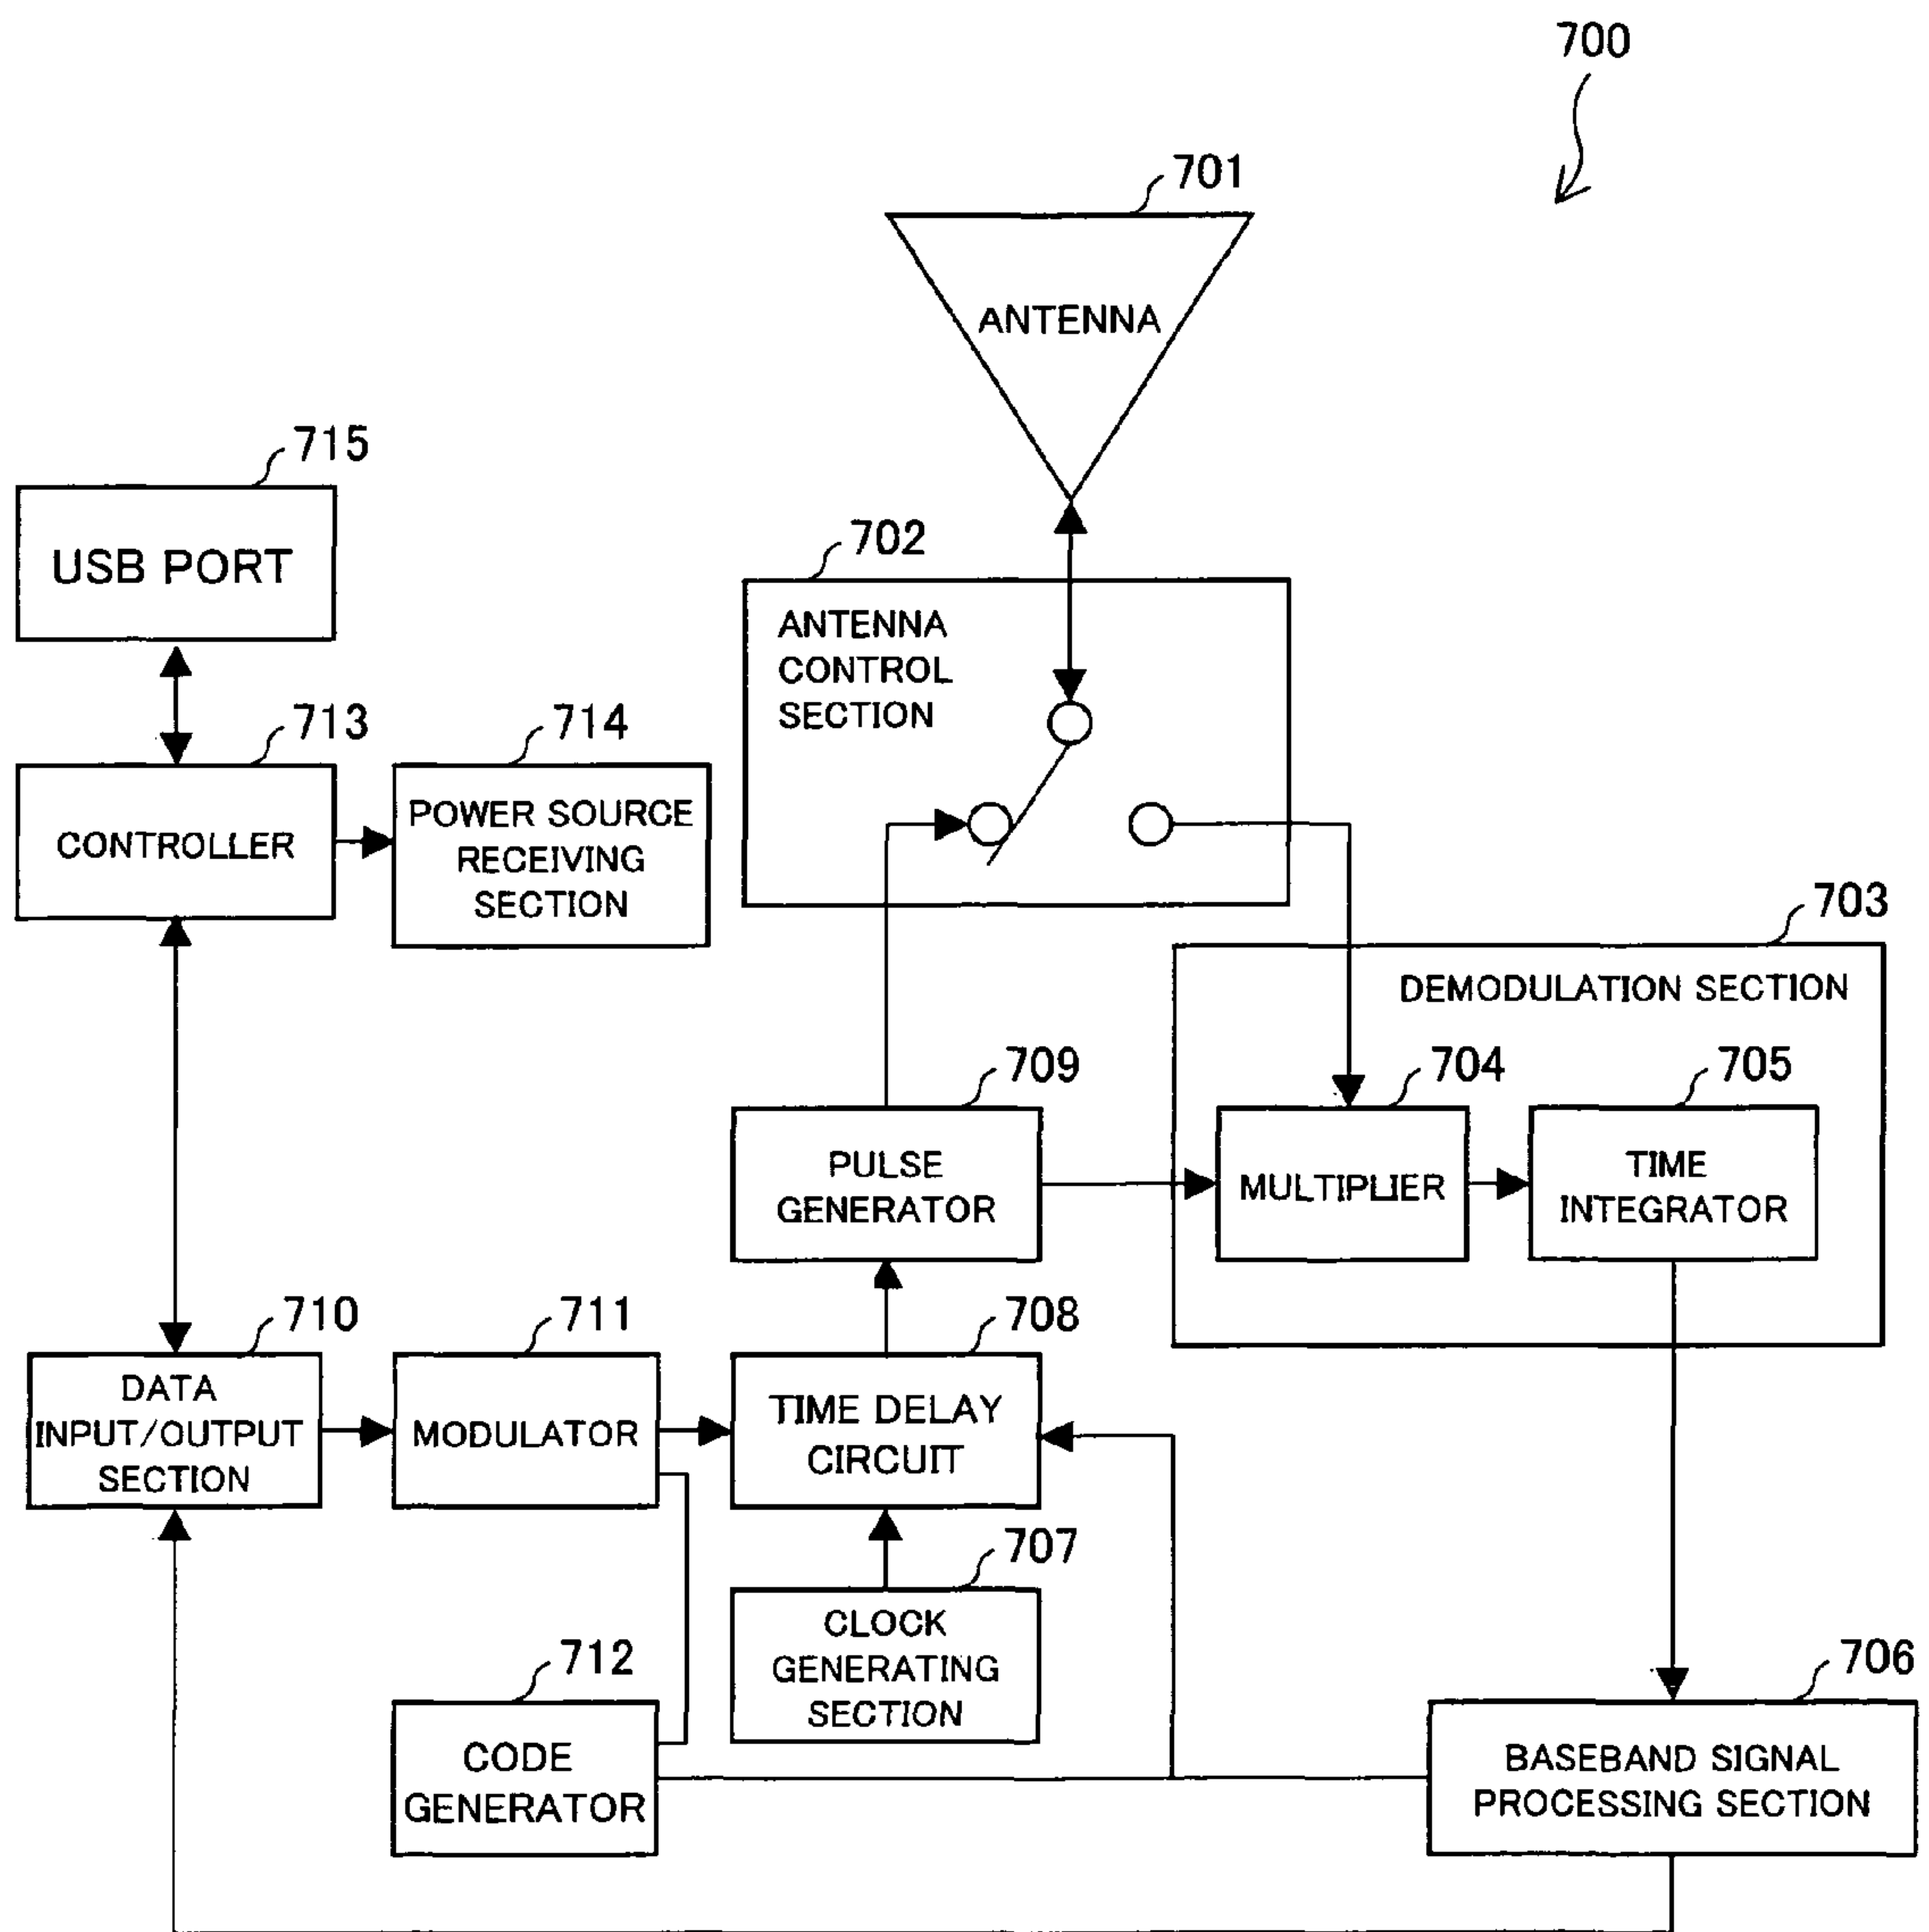 700
701
ANTENNA
715
USB PORT
702
ANTENNA
CONTROL
SECTION
713
CONTROLLER
714
POWER SOURCE
RECEIVING
SECTION
703
DEMODULATION SECTION
709
PULSE
GENERATOR
704
MULTIPLIER
705
TIME
INTEGRATOR
710
DATA
INPUT/OUTPUT
SECTION
711
MODULATOR
708
TIME DELAY
CIRCUIT
707
CLOCK
GENERATING
SECTION
712
CODE
GENERATOR
706
BASEBAND SIGNAL
PROCESSING SECTION